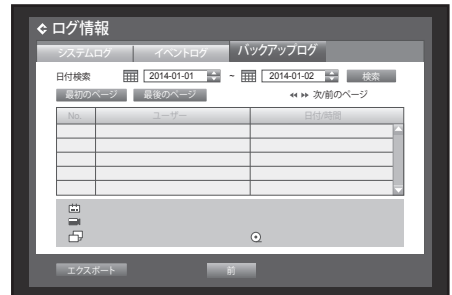 ログ情報
システムログ イベントログ バックアップログ
日付検索 2014-01-01 ~ 2014-01-02 検索
最初のページ 最後のページ 次/前のページ
No. ユーザー 日付/時間
エクスポート 前